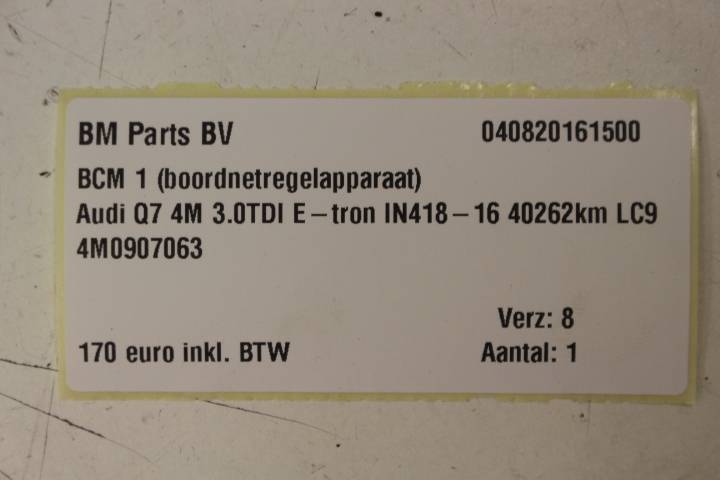 BM Parts BV 040820161500
BCM 1 (boordnetregelapparaat)
Audi Q7 4M 3.0TDI E-tron IN418-16 40262km LC9
4M0907063
Verz: 8
170 euro inkl. BTW Aantal: 1